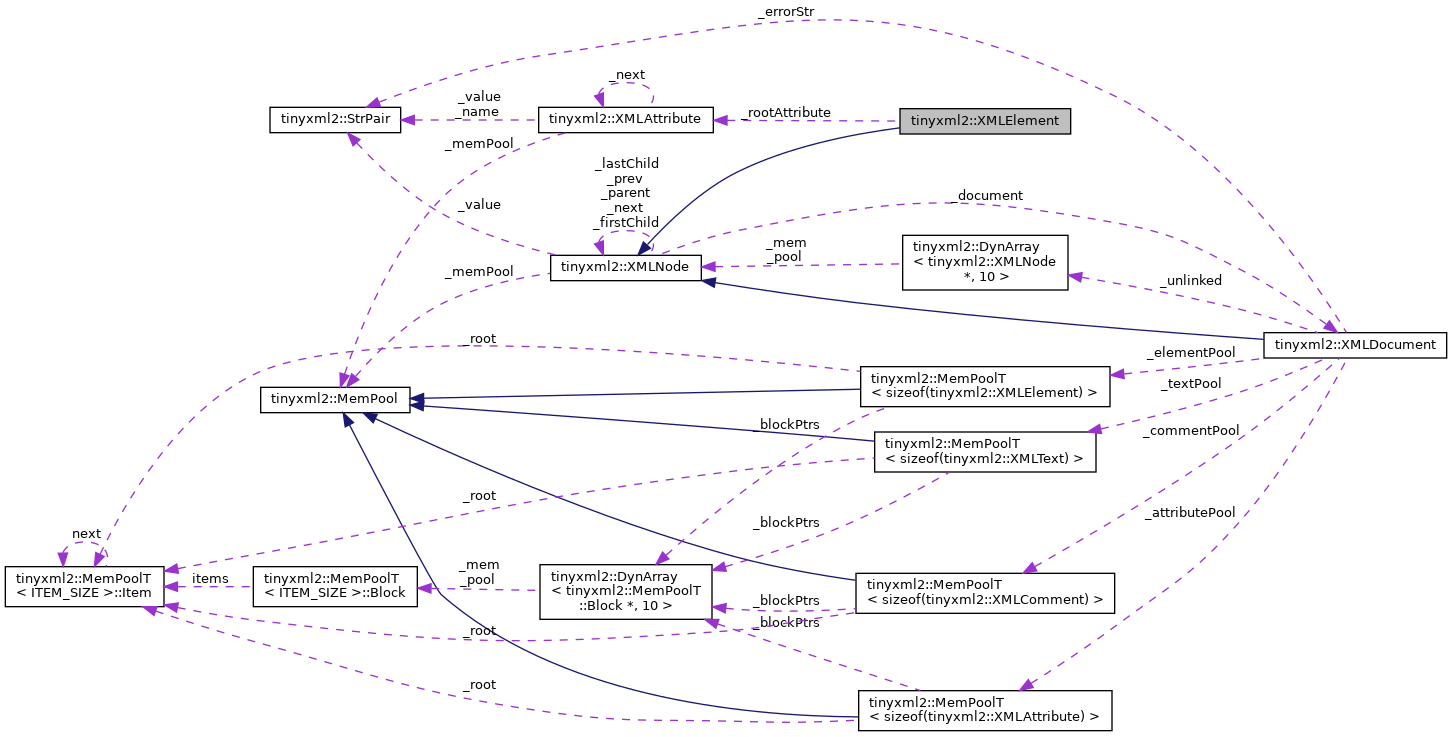 _errorStr
_next
_value
_name
tinyxml2::StrPair
tinyxml2::XMLAttribute
_rootAttribute
tinyxml2::XMLElement
_memPool
_lastChild
_prev
_parent
_next
_firstChild
_value
_document
_mem
_pool
tinyxml2::DynArray
< tinyxml2::XMLNode
*, 10 >
_memPool
tinyxml2::XMLNode
_unlinked
_root
tinyxml2::XMLDocument
_elementPool
tinyxml2::MemPoolT
< sizeof(tinyxml2::XMLElement) >
_textPool
tinyxml2::MemPool
_blockPtrs
_commentPool
tinyxml2::MemPoolT
< sizeof(tinyxml2::XMLText) >
_root
_blockPtrs
_attributePool
next
tinyxml2::MemPoolT
< ITEM_SIZE >::Item
items
tinyxml2::MemPoolT
< ITEM_SIZE >::Block
_mem
_pool
tinyxml2::DynArray
< tinyxml2::MemPoolT
::Block *, 10 >
_blockPtrs
tinyxml2::MemPoolT
< sizeof(tinyxml2::XMLComment) >
_root
_blockPtrs
_root
tinyxml2::MemPoolT
< sizeof(tinyxml2::XMLAttribute) >